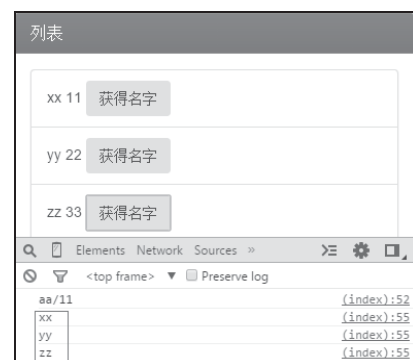 列表
xx 11 获得名字
yy 22 获得名字
zz 33 获得名字
Elements Network Sources »
<top frame> ▼ Preserve log
aa/11 (index):52
xx (index):55
yy (index):55
zz (index):55